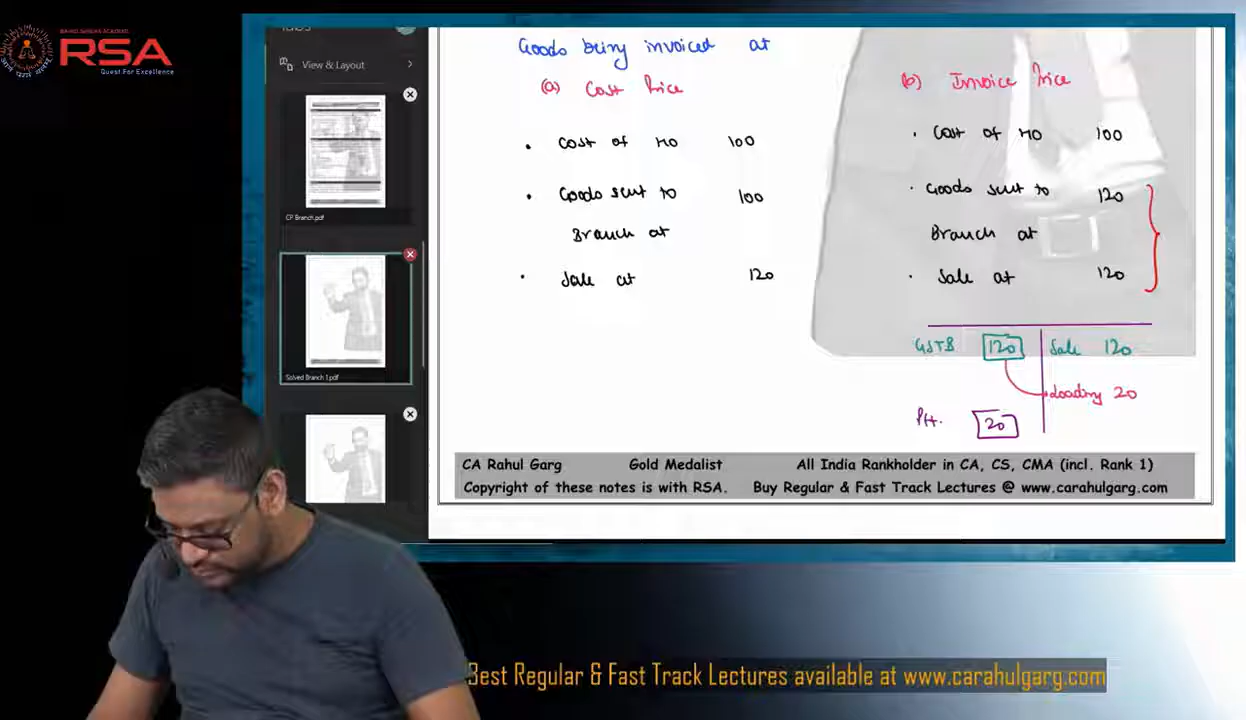 RSA
Quest For Excellence
View & Layout
CP Branch.pdf
Solved Branch 1.pdf
Goods being invoiced at
(a) Cost Price
. Cost of HO 100
. Goods sent to 100
Branch at
. Sale at 120
(b) Invoice Price
. Cost of HO 100
. Goods sent to 120
Branch at
. Sale at 120
GSTB 120 Sale 120
Loading 20
Pft. 20
CA Rahul Garg Gold Medalist All India Rankholder in CA, CS, CMA (incl. Rank 1)
Copyright of these notes is with RSA. Buy Regular & Fast Track Lectures @ www.carahulgarg.com
Best Regular & Fast Track Lectures available at www.carahulgarg.com